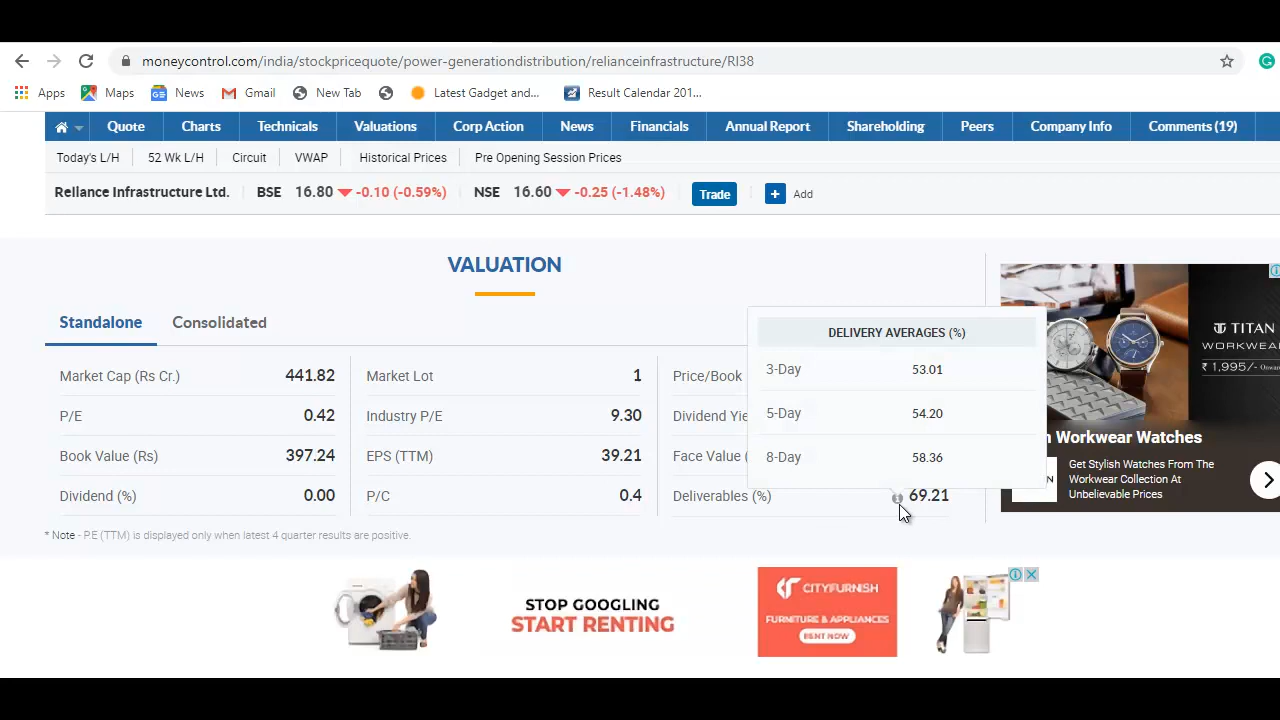 moneycontrol.com/india/stockpricequote/power-generationdistribution/relianceinfrastructure/RI38
Apps Maps News Gmail New Tab Latest Gadget and... Result Calendar 201...
Quote Charts Technicals Valuations Corp Action News Financials Annual Report Shareholding Peers Company Info Comments (19)
Today's L/H 52 Wk L/H Circuit VWAP Historical Prices Pre Opening Session Prices
Reliance Infrastructure Ltd. BSE 16.80 -0.10 (-0.59%) NSE 16.60 -0.25 (-1.48%) Trade + Add
VALUATION
Standalone Consolidated
Market Cap (Rs Cr.) 441.82
P/E 0.42
Book Value (Rs) 397.24
Dividend (%) 0.00
Market Lot 1
Industry P/E 9.30
EPS (TTM) 39.21
P/C 0.4
Price/Book
Dividend Yie
Face Value (
Deliverables (%) 69.21
DELIVERY AVERAGES (%)
3-Day 53.01
5-Day 54.20
8-Day 58.36
* Note - PE (TTM) is displayed only when latest 4 quarter results are positive.
TITAN
WORKWEAR
₹ 1,995/- Onwa
n Workwear Watches
Get Stylish Watches From The
Workwear Collection At
Unbelievable Prices
N
STOP GOOGLING
START RENTING
CITYFURNISH
FURNITURE & APPLIANCES
RENT NOW